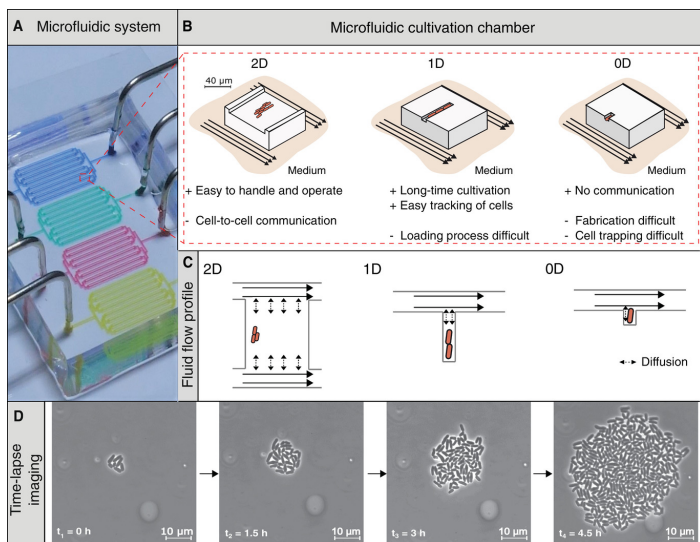 A Microfluidic system
B Microfluidic cultivation chamber
2D 1D 0D
40 µm
Medium Medium Medium
+ Easy to handle and operate
- Cell-to-cell communication
+ Long-time cultivation
+ Easy tracking of cells
- Loading process difficult
+ No communication
- Fabrication difficult
- Cell trapping difficult
C Fluid flow profile
2D 1D 0D
Diffusion
D Time-lapse
imaging
t₁ = 0 h 10 µm
t₂ = 1.5 h 10 µm
t₃ = 3 h 10 µm
t₄ = 4.5 h 10 µm